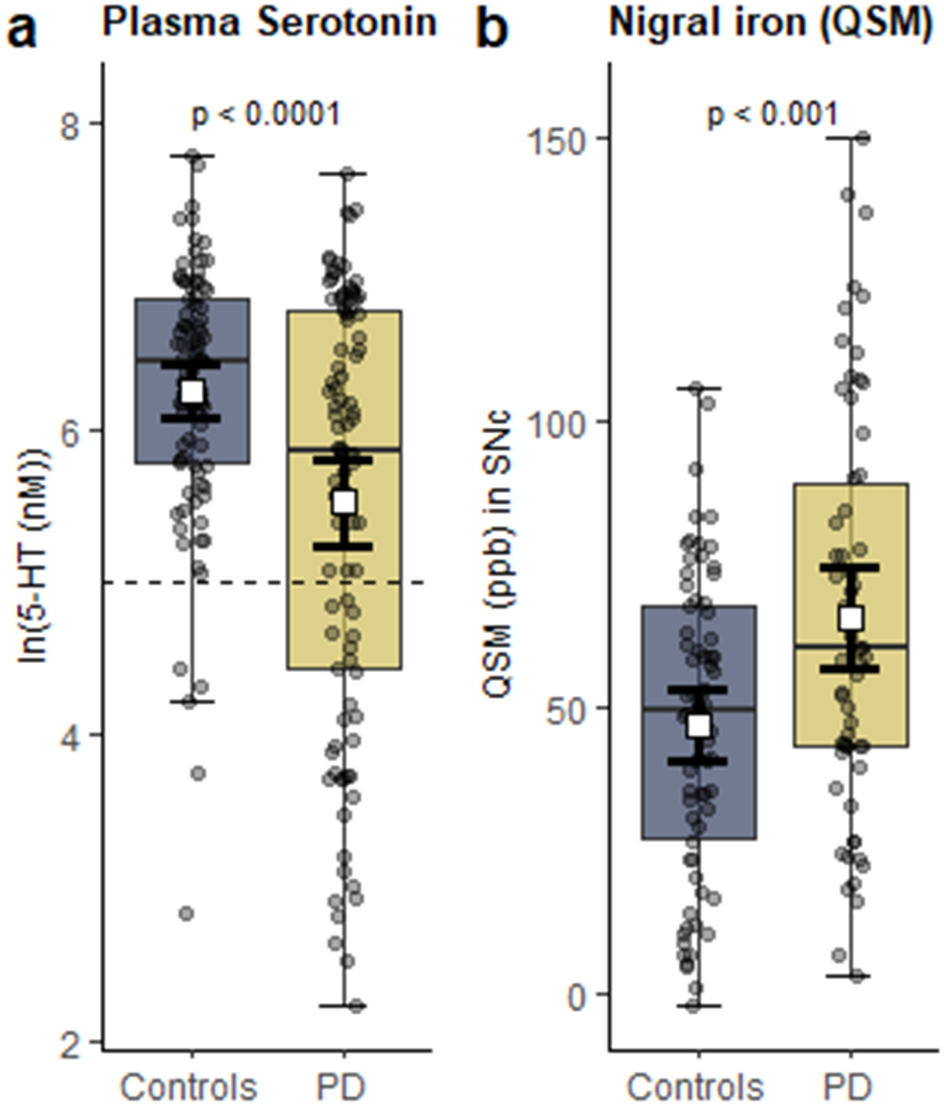 a Plasma Serotonin
p < 0.0001
8
6
4
2
ln(5-HT (nM))
Controls PD
b Nigral iron (QSM)
p < 0.001
150
100
50
0
QSM (ppb) in SNc
Controls PD